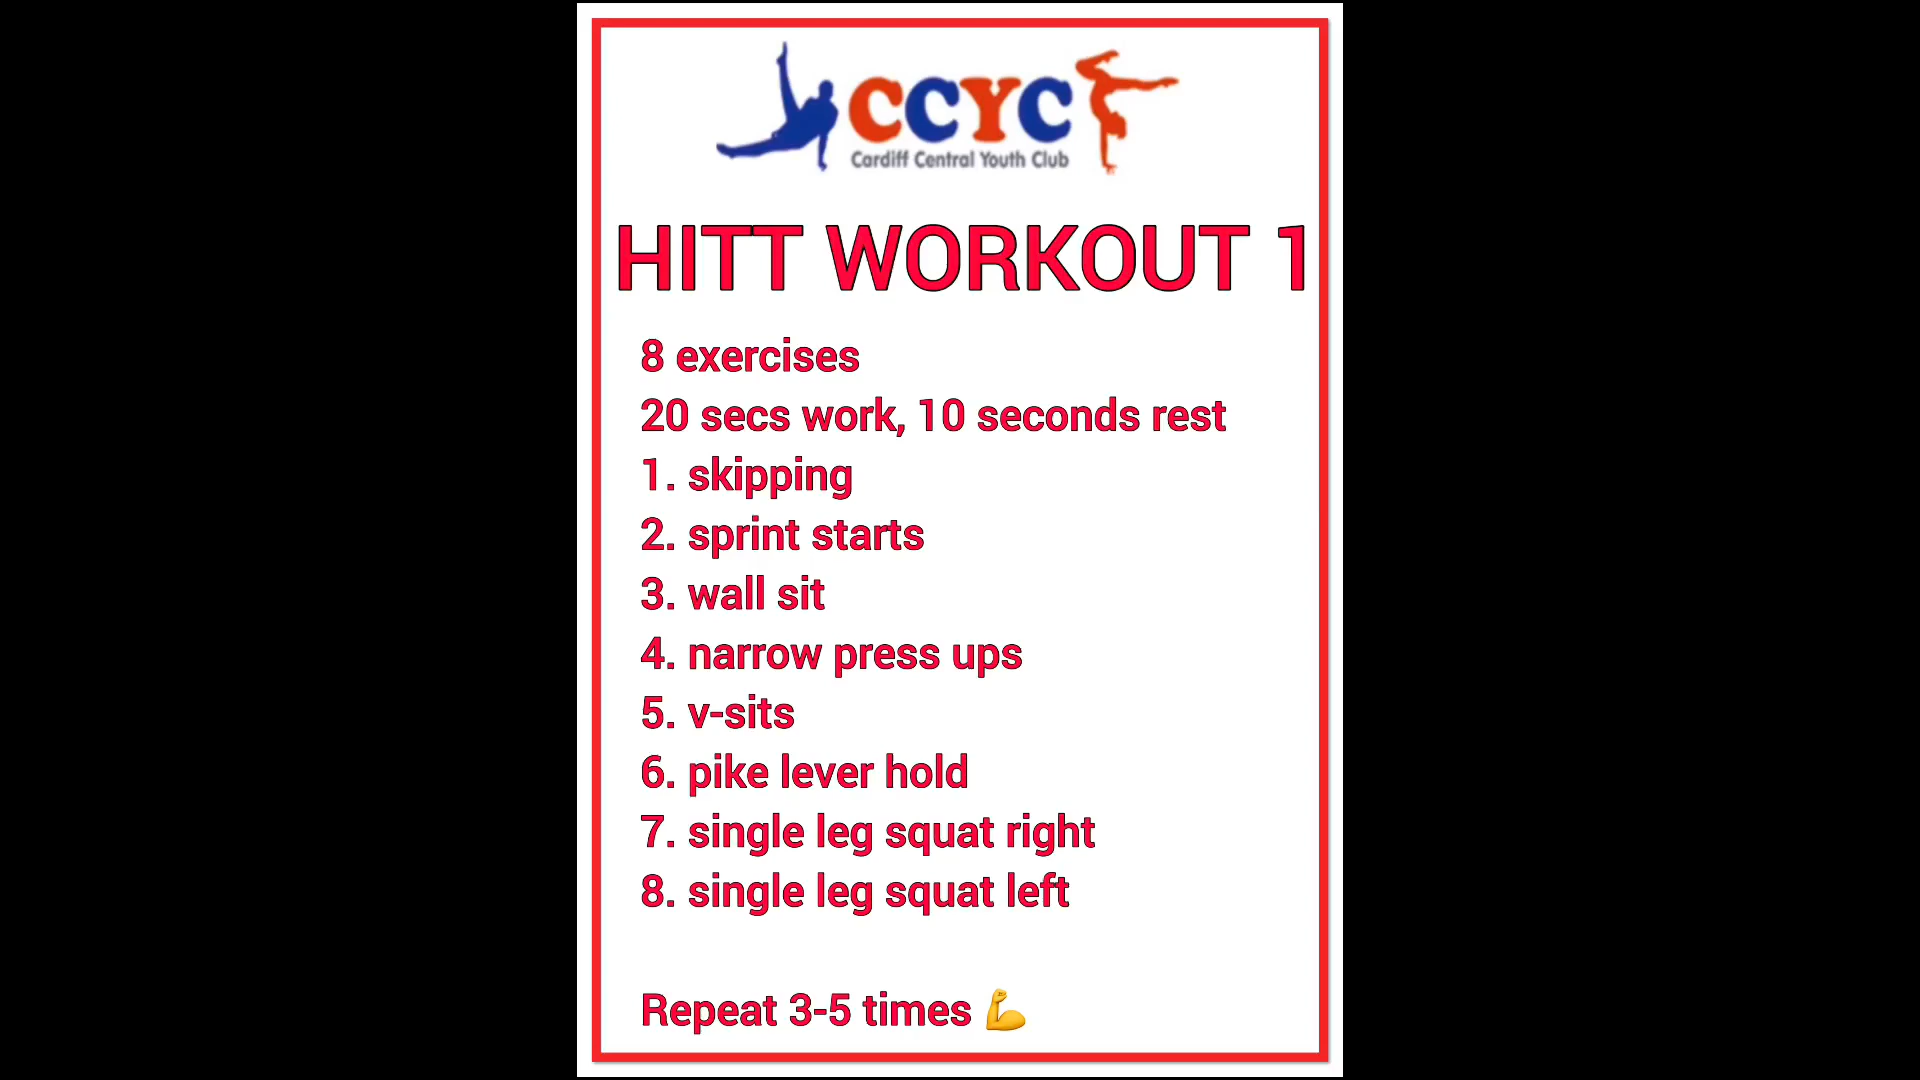 CCYC
Cardiff Central Youth Club
HITT WORKOUT 1
8 exercises
20 secs work, 10 seconds rest
1. skipping
2. sprint starts
3. wall sit
4. narrow press ups
5. v-sits
6. pike lever hold
7. single leg squat right
8. single leg squat left
Repeat 3-5 times 💪